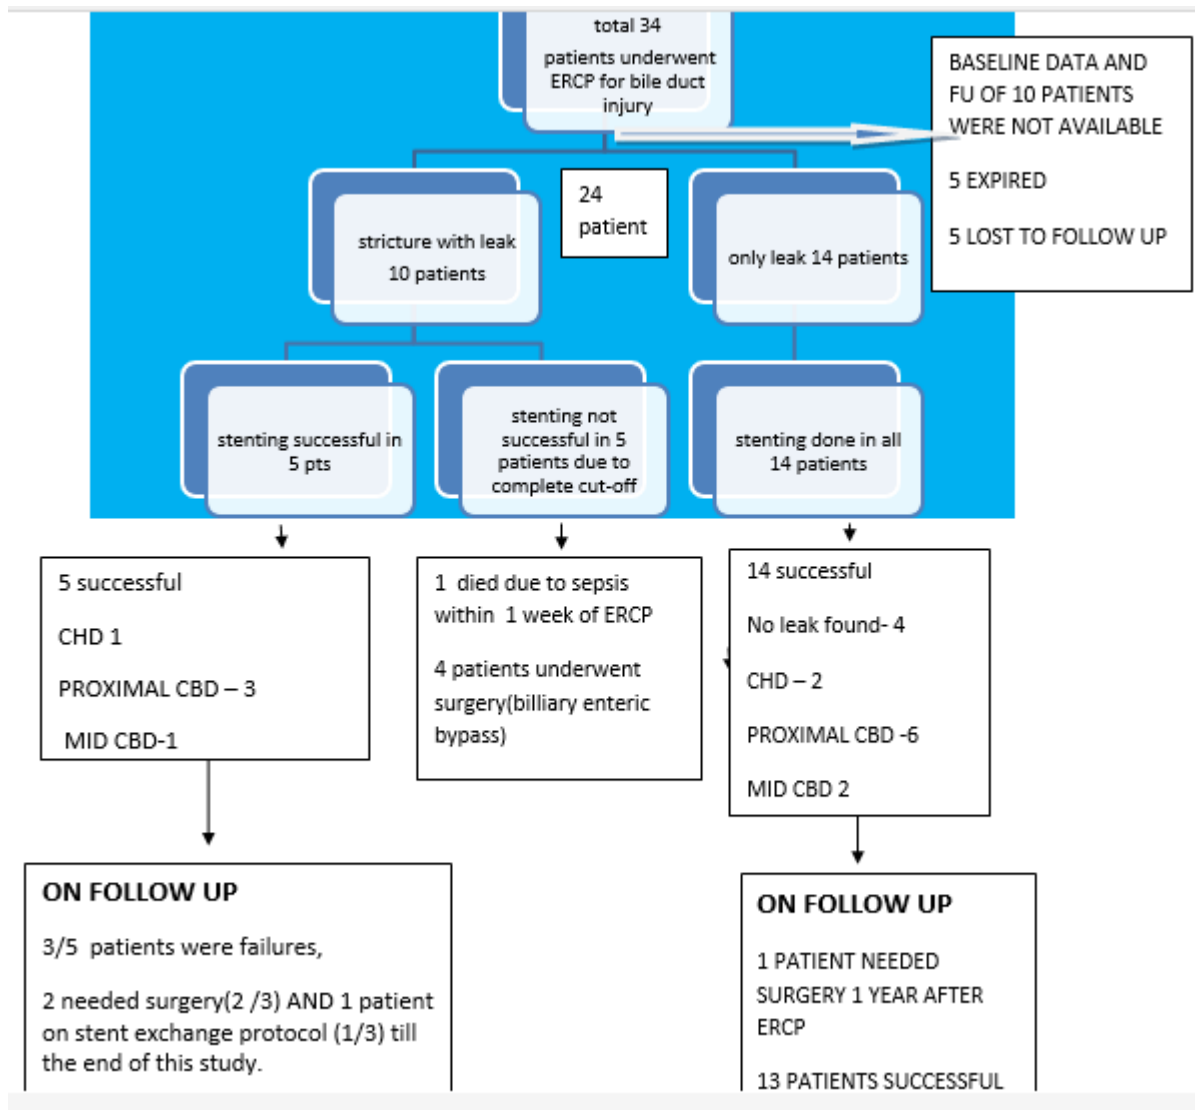 total 34
patients underwent
ERCP for bile duct
injury
BASELINE DATA AND
FU OF 10 PATIENTS
WERE NOT AVAILABLE
5 EXPIRED
5 LOST TO FOLLOW UP
24
patient
stricture with leak
10 patients
only leak 14 patients
stenting successful in
5 pts
stenting not
successful in 5
patients due to
complete cut-off
stenting done in all
14 patients
5 successful
CHD 1
PROXIMAL CBD – 3
MID CBD-1
1 died due to sepsis
within 1 week of ERCP
4 patients underwent
surgery(billiary enteric
bypass)
14 successful
No leak found- 4
CHD – 2
PROXIMAL CBD -6
MID CBD 2
ON FOLLOW UP
3/5 patients were failures,
2 needed surgery(2 /3) AND 1 patient
on stent exchange protocol (1/3) till
the end of this study.
ON FOLLOW UP
1 PATIENT NEEDED
SURGERY 1 YEAR AFTER
ERCP
13 PATIENTS SUCCESSFUL